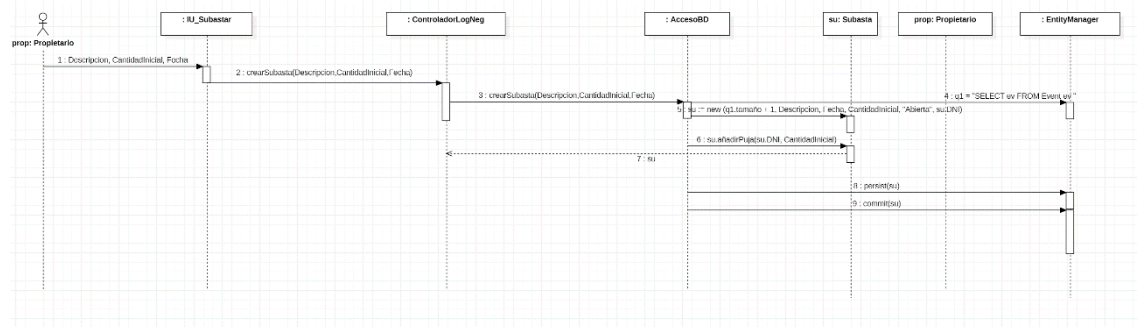 : IU_Subastar
: ControladorLogNeg
: AccesoBD
su: Subasta
prop: Propietario
: EntityManager
prop: Propietario
1 : Descripcion, CantidadInicial, Fecha
2 : crearSubasta(Descripcion,CantidadInicial,Fecha)
3 : crearSubasta(Descripcion,CantidadInicial,Fecha)
4 : q1 = "SELECT ev FROM Event ev "
5 : su := new (q1.tamaño + 1, Descripcion, Fecha, Cantidadinicial, "Abierta", su.DNI)
6 : su.añadirPuja(su.DNI, CantidadInicial)
7 : su
8 : persist(su)
9 : commit(su)